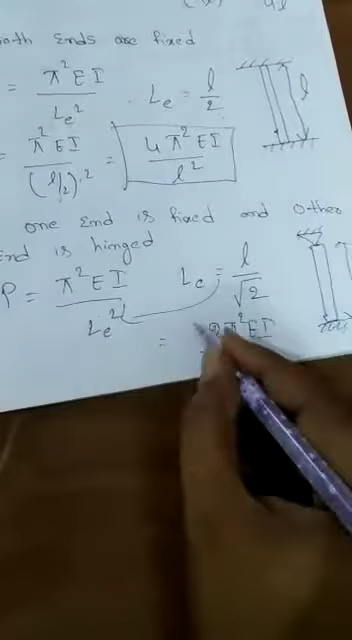 Ends are fixed
= π²EI / Le² Le = l/2 l
π²EI / (l/2)² = 4π²EI / l²
one End is fixed and other
End is hinged
P = π²EI / Le² Le = l/√2
= 2π²EI